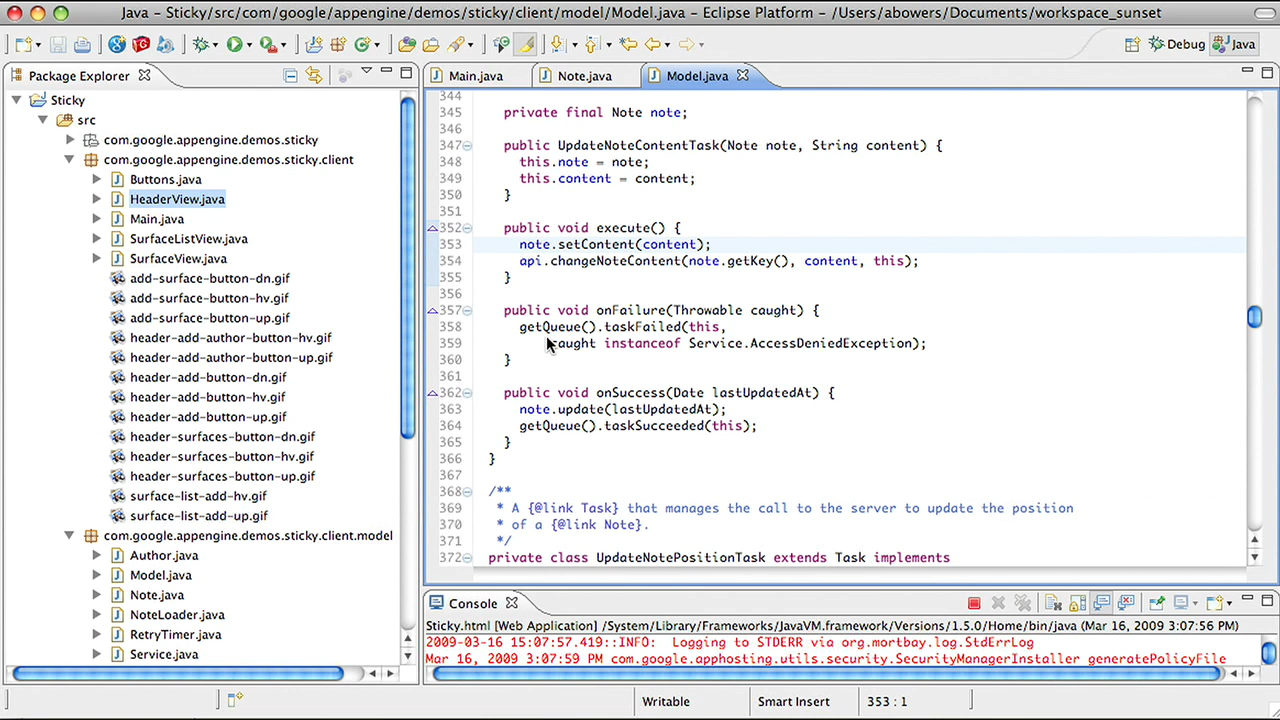 Java – Sticky/src/com/google/appengine/demos/sticky/client/model/Model.java – Eclipse Platform – /Users/abowers/Documents/workspace_sunset
Debug
Java
Package Explorer
Sticky
src
com.google.appengine.demos.sticky
com.google.appengine.demos.sticky.client
Buttons.java
HeaderView.java
Main.java
SurfaceListView.java
SurfaceView.java
add-surface-button-dn.gif
add-surface-button-hv.gif
add-surface-button-up.gif
header-add-author-button-hv.gif
header-add-author-button-up.gif
header-add-button-dn.gif
header-add-button-hv.gif
header-add-button-up.gif
header-surfaces-button-dn.gif
header-surfaces-button-hv.gif
header-surfaces-button-up.gif
surface-list-add-hv.gif
surface-list-add-up.gif
com.google.appengine.demos.sticky.client.model
Author.java
Model.java
Note.java
NoteLoader.java
RetryTimer.java
Service.java
Main.java
Note.java
Model.java
344
345 private final Note note;
346
347 public UpdateNoteContentTask(Note note, String content) {
348 this.note = note;
349 this.content = content;
350 }
351
352 public void execute() {
353 note.setContent(content);
354 api.changeNoteContent(note.getKey(), content, this);
355 }
356
357 public void onFailure(Throwable caught) {
358 getQueue().taskFailed(this,
359 caught instanceof Service.AccessDeniedException);
360 }
361
362 public void onSuccess(Date lastUpdatedAt) {
363 note.update(lastUpdatedAt);
364 getQueue().taskSucceeded(this);
365 }
366 }
367
368 /**
369 * A {@link Task} that manages the call to the server to update the position
370 * of a {@link Note}.
371 */
372 private class UpdateNotePositionTask extends Task implements
Console
Sticky.html [Web Application] /System/Library/Frameworks/JavaVM.framework/Versions/1.5.0/Home/bin/java (Mar 16, 2009 3:07:56 PM)
2009-03-16 15:07:57.419::INFO:  Logging to STDERR via org.mortbay.log.StdErrLog
Mar 16, 2009 3:07:59 PM com.google.apphosting.utils.security.SecurityManagerInstaller generatePolicyFile
Writable
Smart Insert
353 : 1